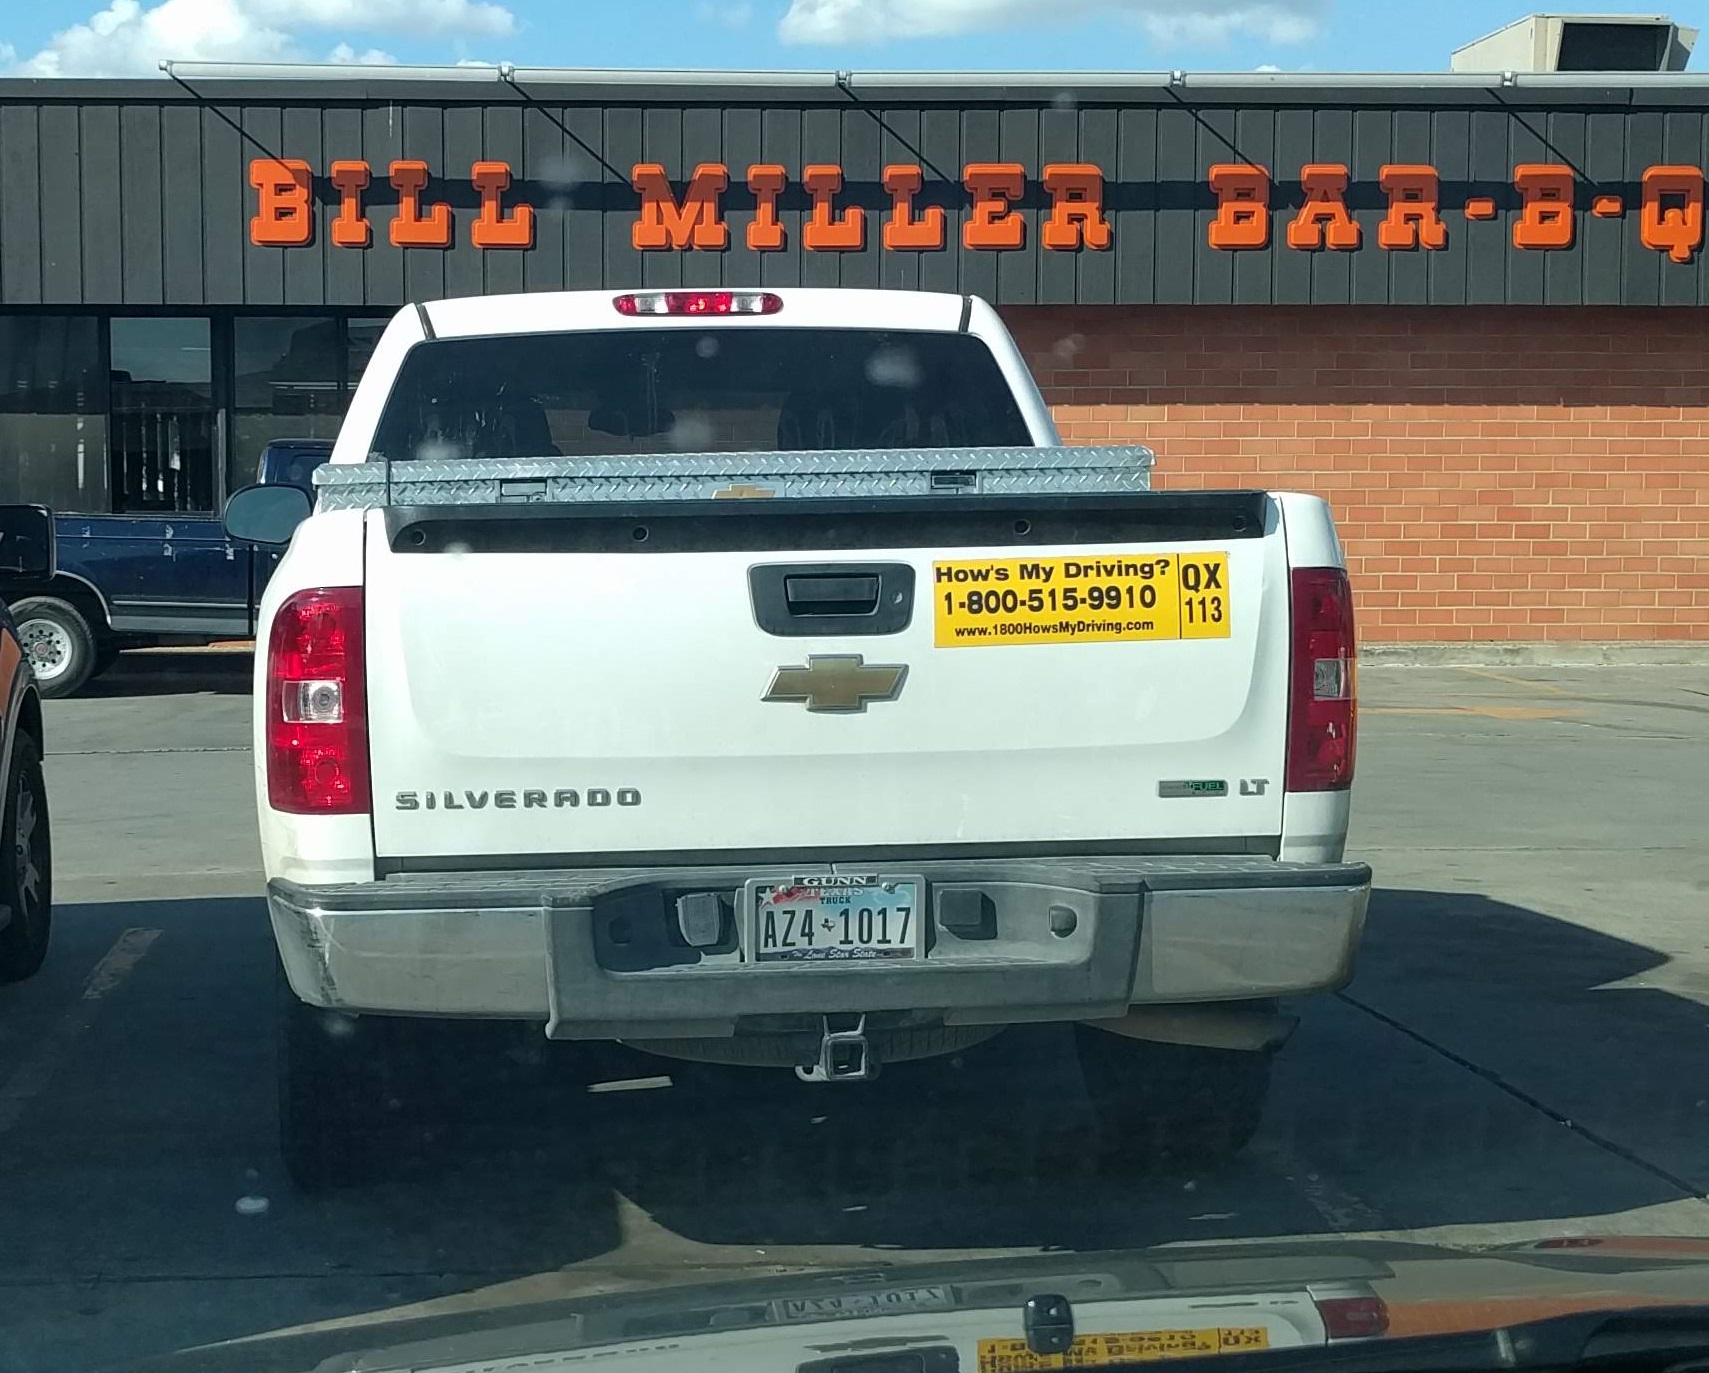 BILL MILLER BAR-B-Q
How's My Driving?
1-800-515-9910
www.1800HowsMyDriving.com
QX
113
SILVERADO
FUEL
LT
GUNN
TEXAS
TRUCK
AZ4 1017
The Lone Star State